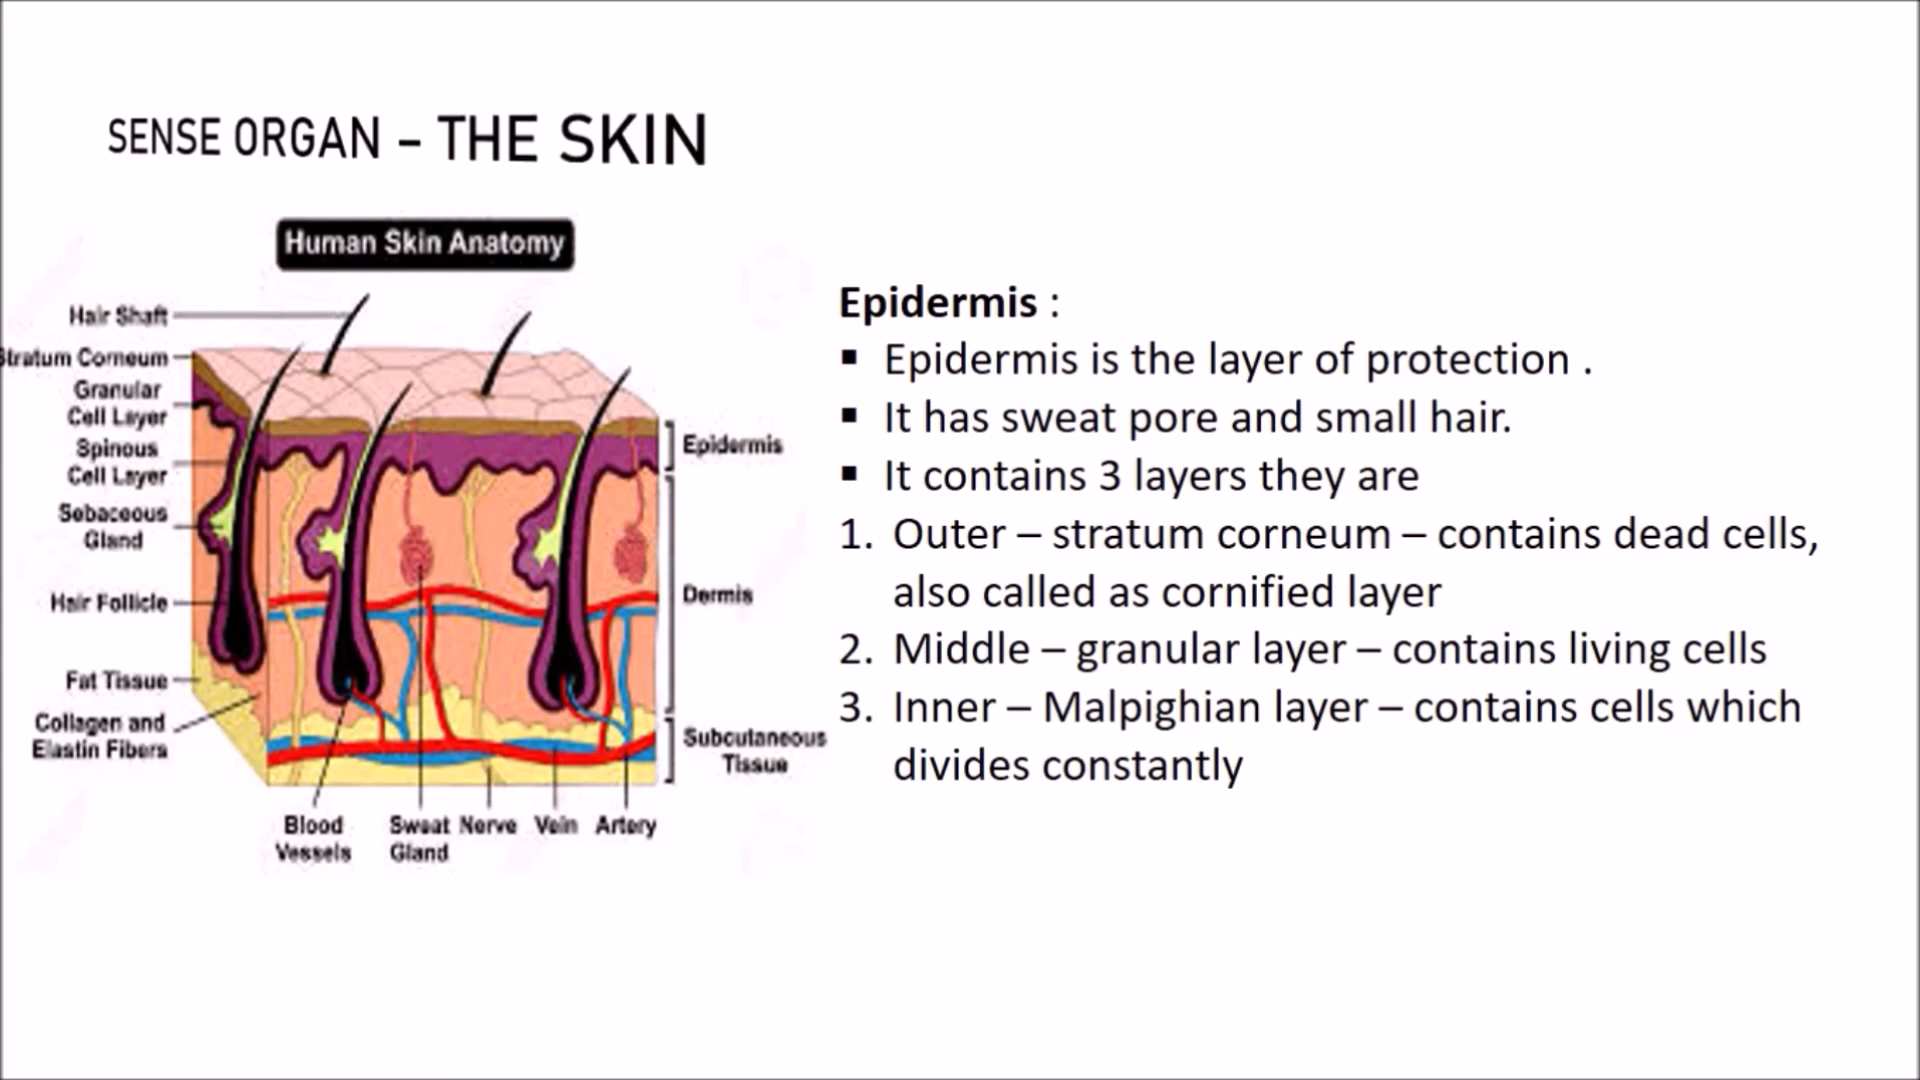 SENSE ORGAN – THE SKIN
Human Skin Anatomy
Hair Shaft
Stratum Corneum
Granular
Cell Layer
Spinous
Cell Layer
Sebaceous
Gland
Hair Follicle
Fat Tissue
Collagen and
Elastin Fibers
Epidermis
Dermis
Subcutaneous
Tissue
Blood
Vessels
Sweat
Gland
Nerve
Vein
Artery
Epidermis :
▪ Epidermis is the layer of protection .
▪ It has sweat pore and small hair.
▪ It contains 3 layers they are
1. Outer – stratum corneum – contains dead cells,
also called as cornified layer
2. Middle – granular layer – contains living cells
3. Inner – Malpighian layer – contains cells which
divides constantly